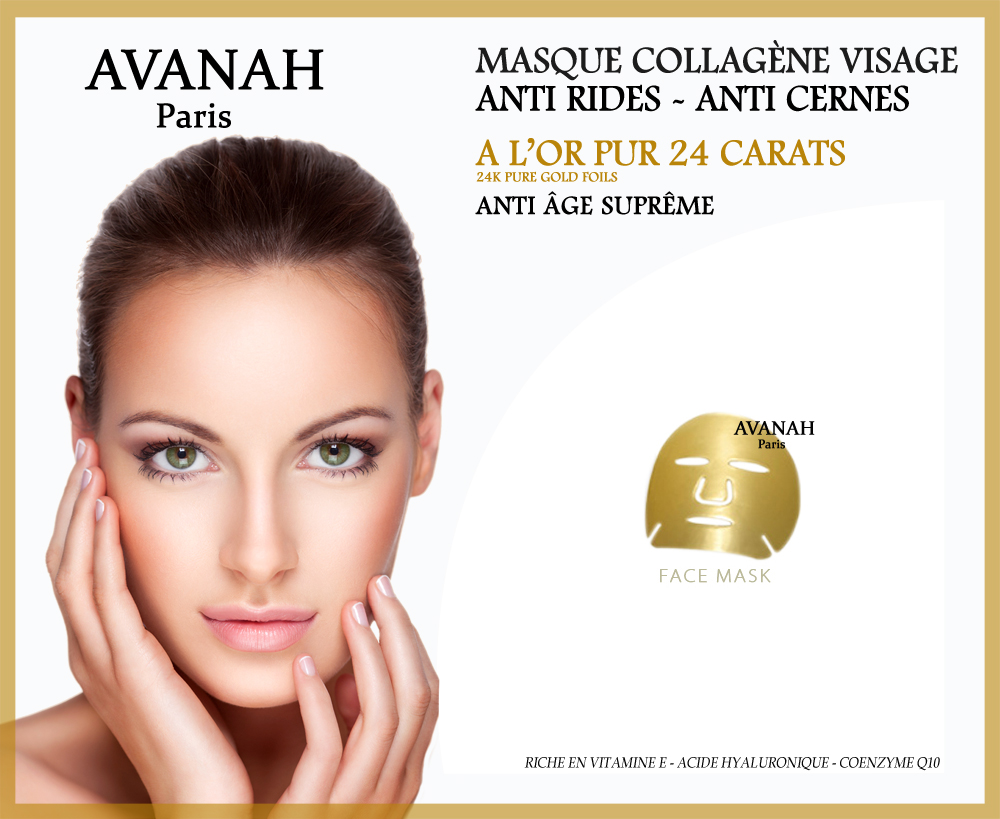 AVANAH
Paris
MASQUE COLLAGÈNE VISAGE
ANTI RIDES ~ ANTI CERNES
A L'OR PUR 24 CARATS
24K PURE GOLD FOILS
ANTI ÂGE SUPRÊME
AVANAH
Paris
FACE MASK
RICHE EN VITAMINE E - ACIDE HYALURONIQUE - COENZYME Q10